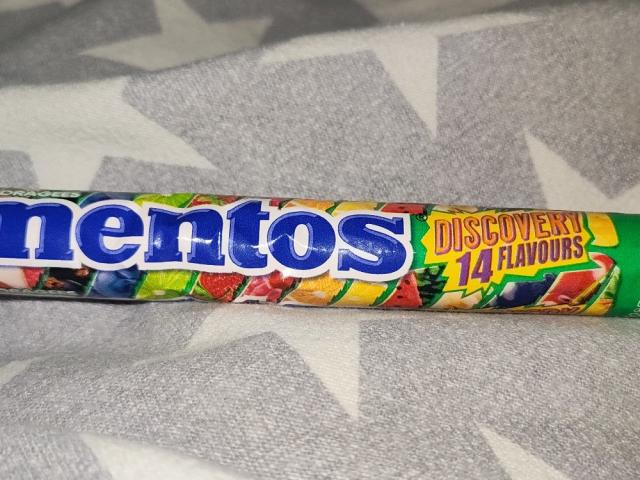 DRAGEES
mentos
DISCOVERY
14 FLAVOURS